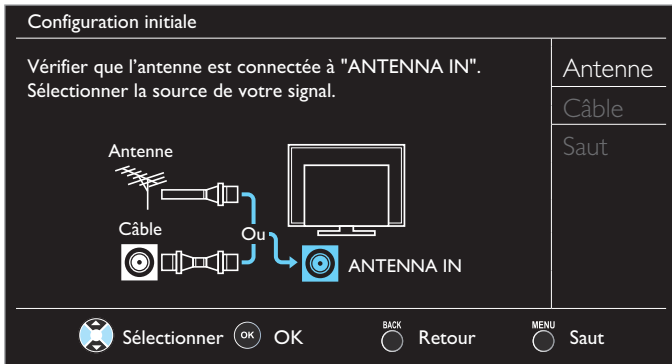 Configuration initiale
Vérifier que l'antenne est connectée à "ANTENNA IN".
Sélectionner la source de votre signal.
Antenne
Câble
Saut
Antenne
Câble
Ou
ANTENNA IN
Sélectionner
OK
OK
BACK
Retour
MENU
Saut